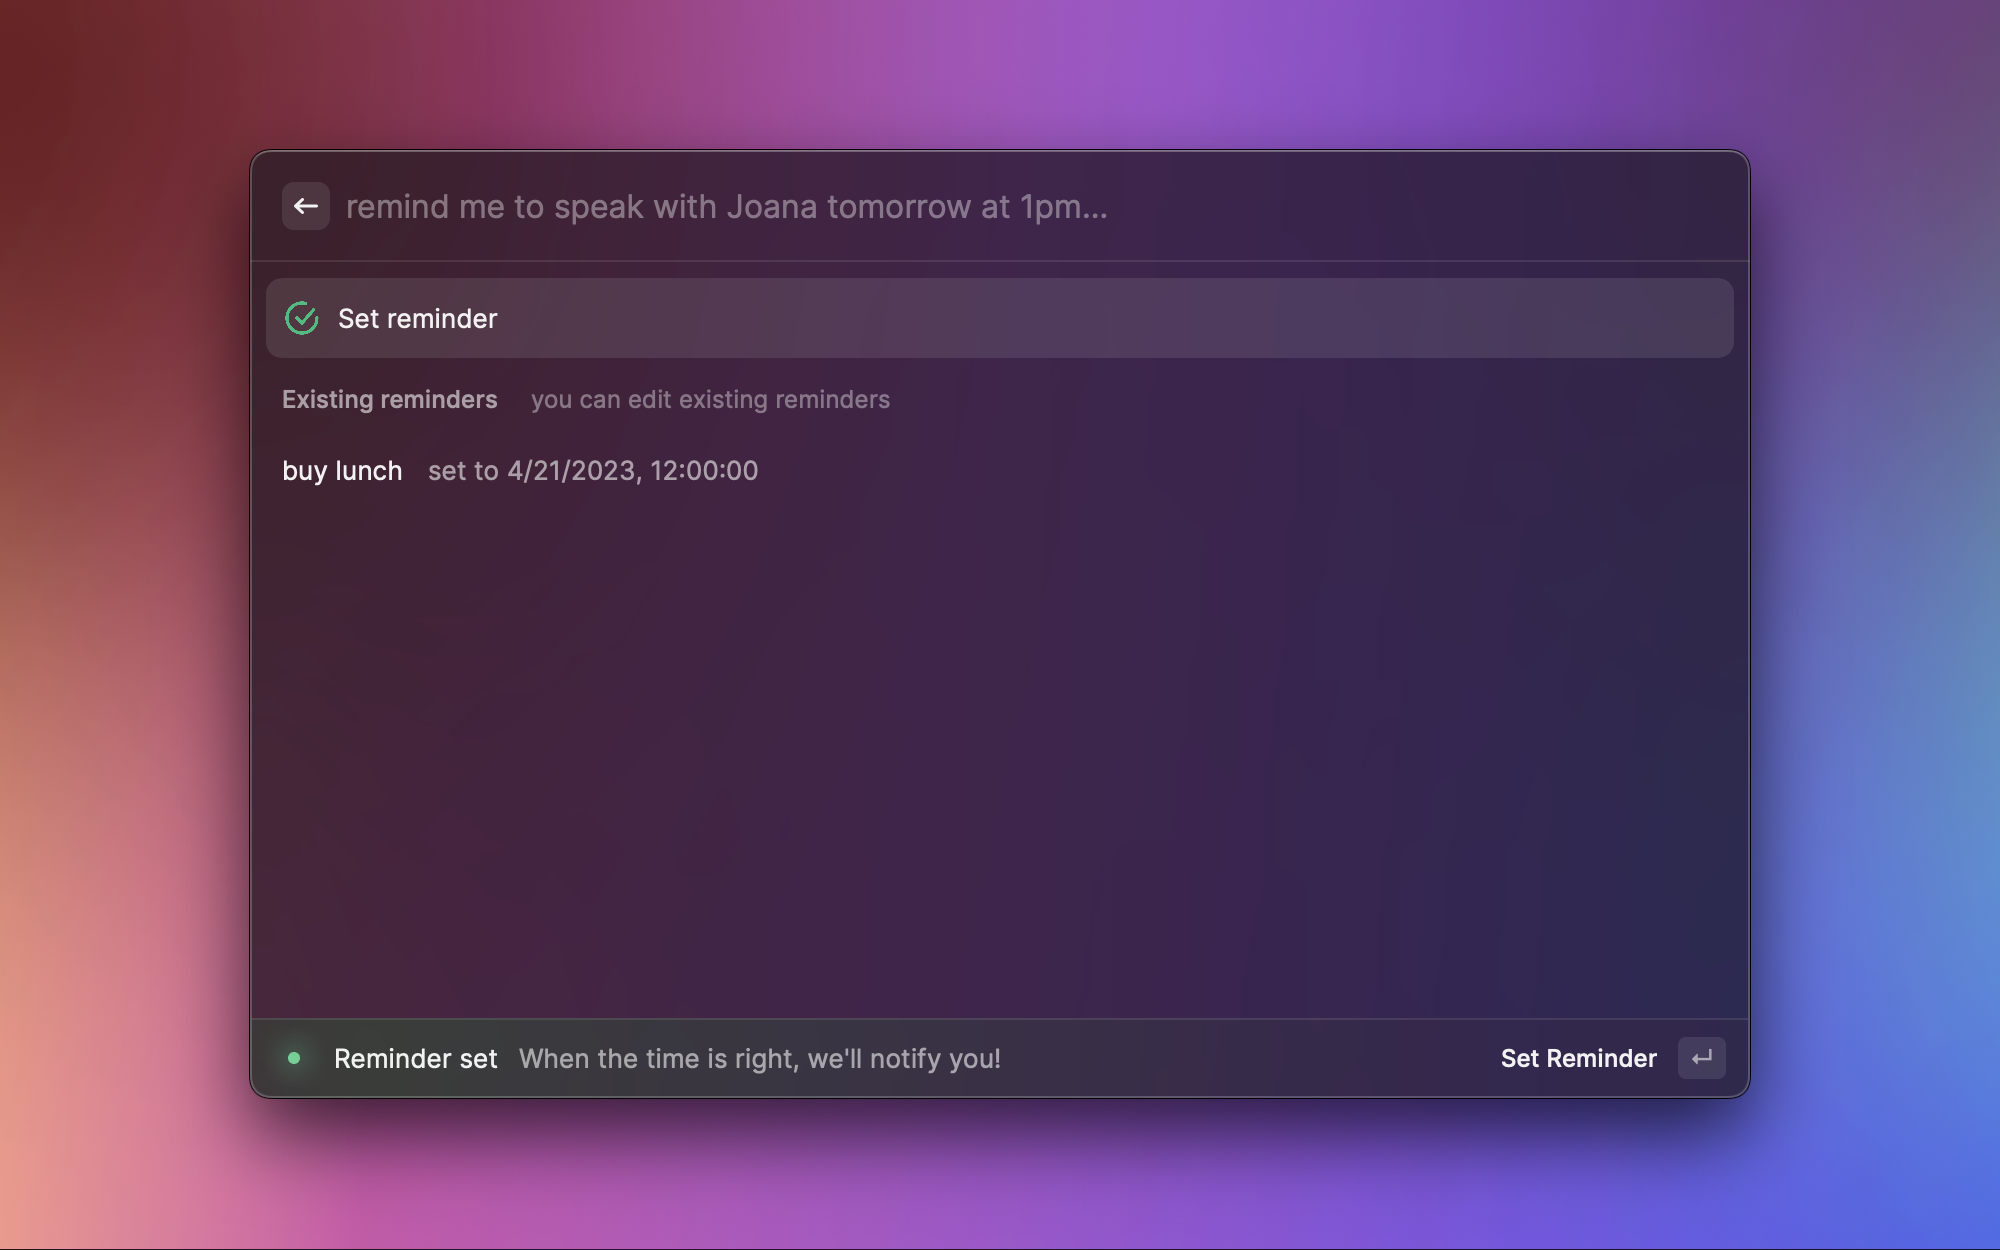 remind me to speak with Joana tomorrow at 1pm...
Set reminder
Existing reminders you can edit existing reminders
buy lunch set to 4/21/2023, 12:00:00
Reminder set When the time is right, we'll notify you! Set Reminder